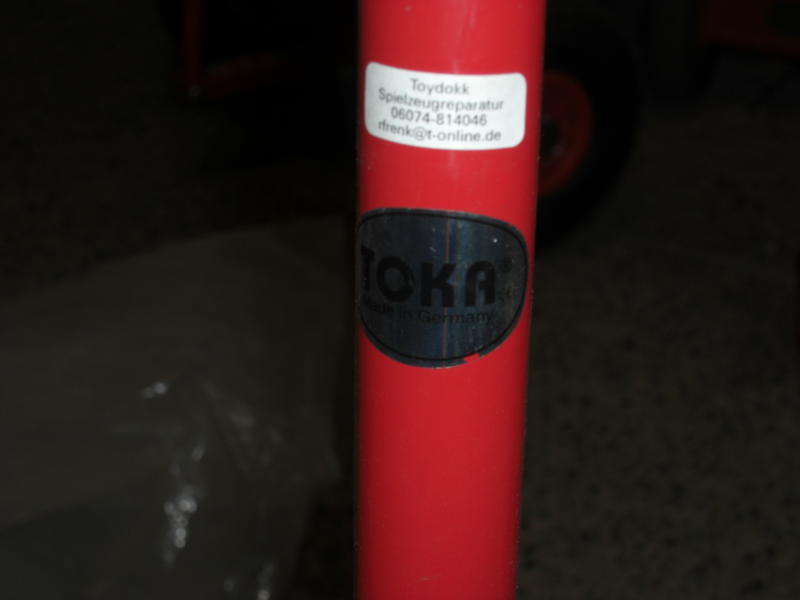 Toydokk
Spielzeugreparatur
06074-814046
rfrenk@t-online.de
TOKA®
Made in Germany